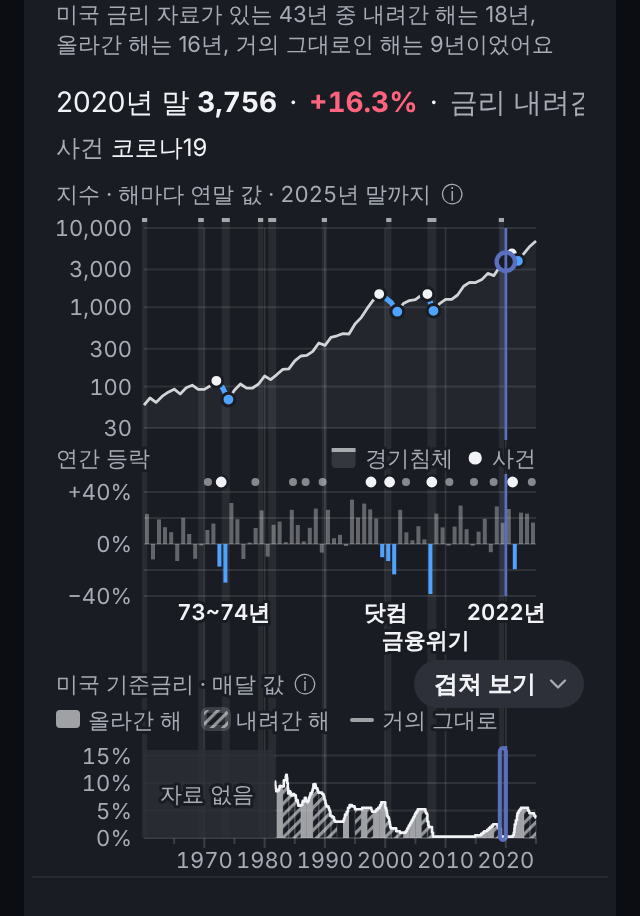 미국 금리 자료가 있는 43년 중 내려간 해는 18년,
올라간 해는 16년, 거의 그대로인 해는 9년이었어요
2020년 말 3,756 · +16.3% · 금리 내려
사건 코로나19
지수 · 해마다 연말 값 · 2025년 말까지 ⓘ
10,000
3,000
1,000
300
100
30
연간 등락 경기침체 사건
+40%
0%
−40%
73~74년 닷컴 2022년
금융위기
미국 기준금리 · 매달 값 ⓘ 겹쳐 보기
올라간 해 내려간 해 거의 그대로
15%
10%
자료 없음
5%
0%
1970 1980 1990 2000 2010 2020